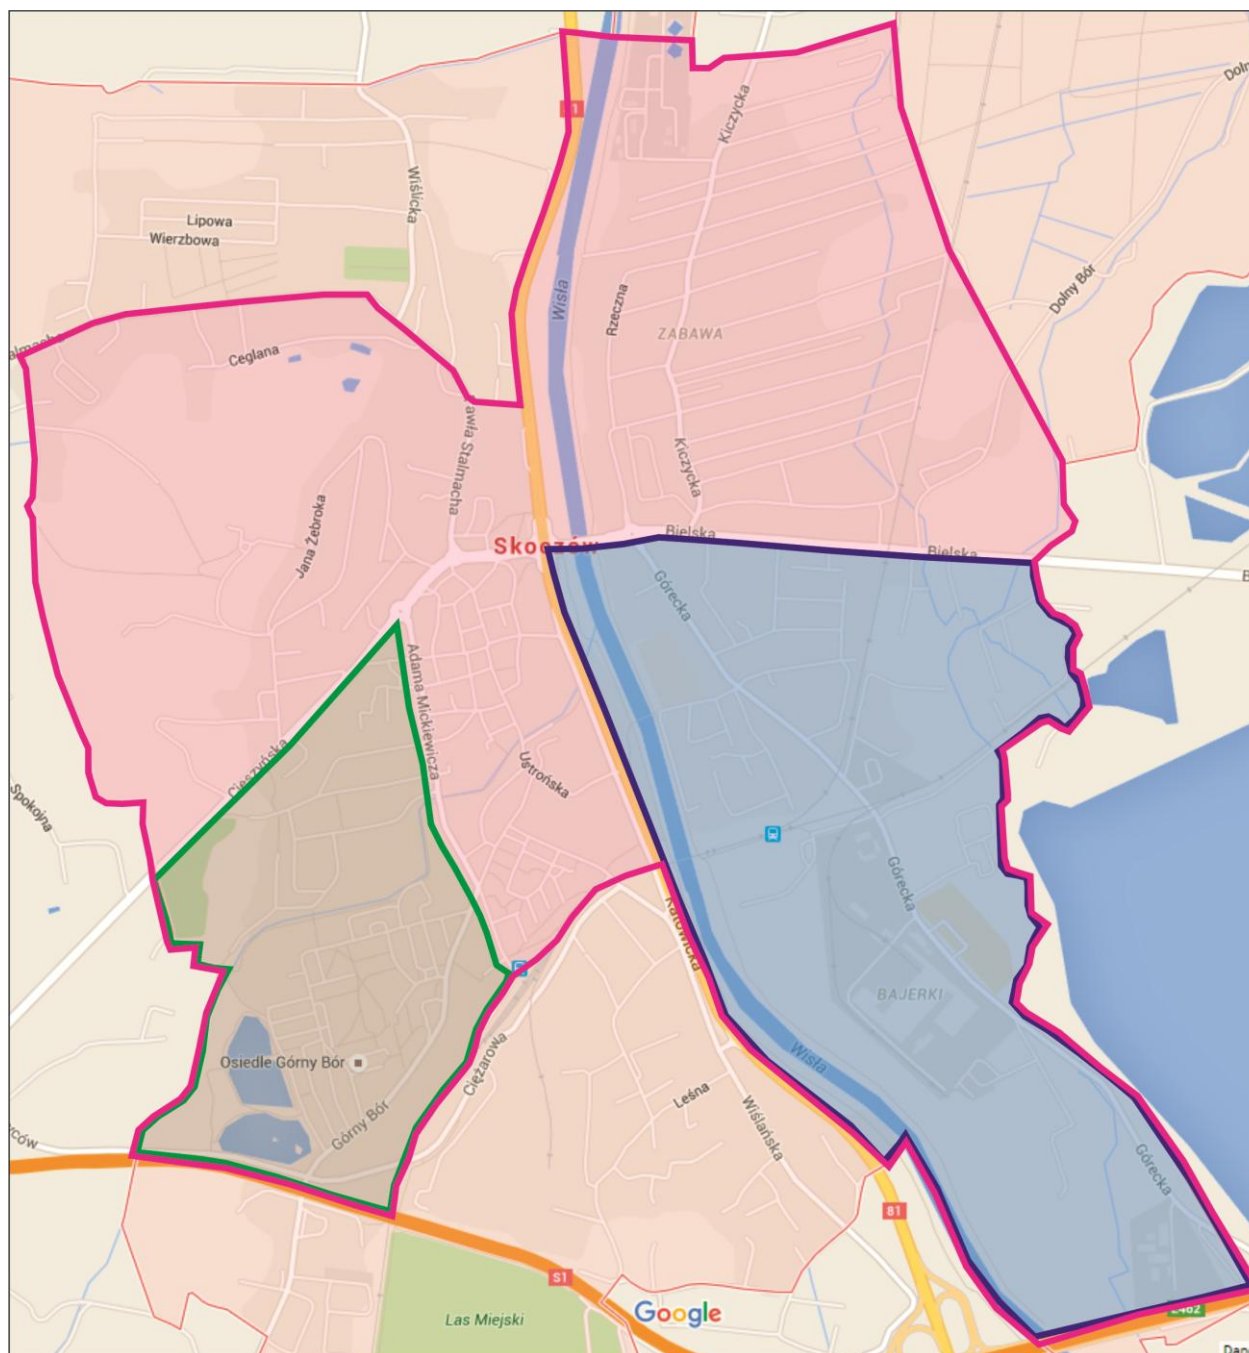 Dolny
Kiczycka
81
Wiślicka
Lipowa
Wierzbowa
Wisła
Rzeczna
Dolny Bór
ZABAWA
Ceglana
Kiczycka
Jana Żebroka
Skoczów
Bielska
Bielska
Górecka
Adama Mickiewicza
Cieszyńska
Ustrońska
Spokojna
Górecka
Katowicka
BAJERKI
Wisła
Osiedle Górny Bór
Ciężarowa
Leśna
Górny Bór
Wiślańska
Górecka
81
S1
Google
Las Miejski